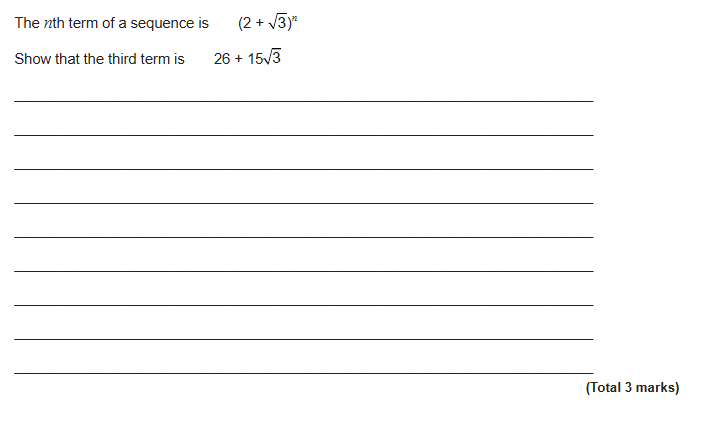 The nth term of a sequence is (2 + √3)ⁿ
Show that the third term is 26 + 15√3
(Total 3 marks)